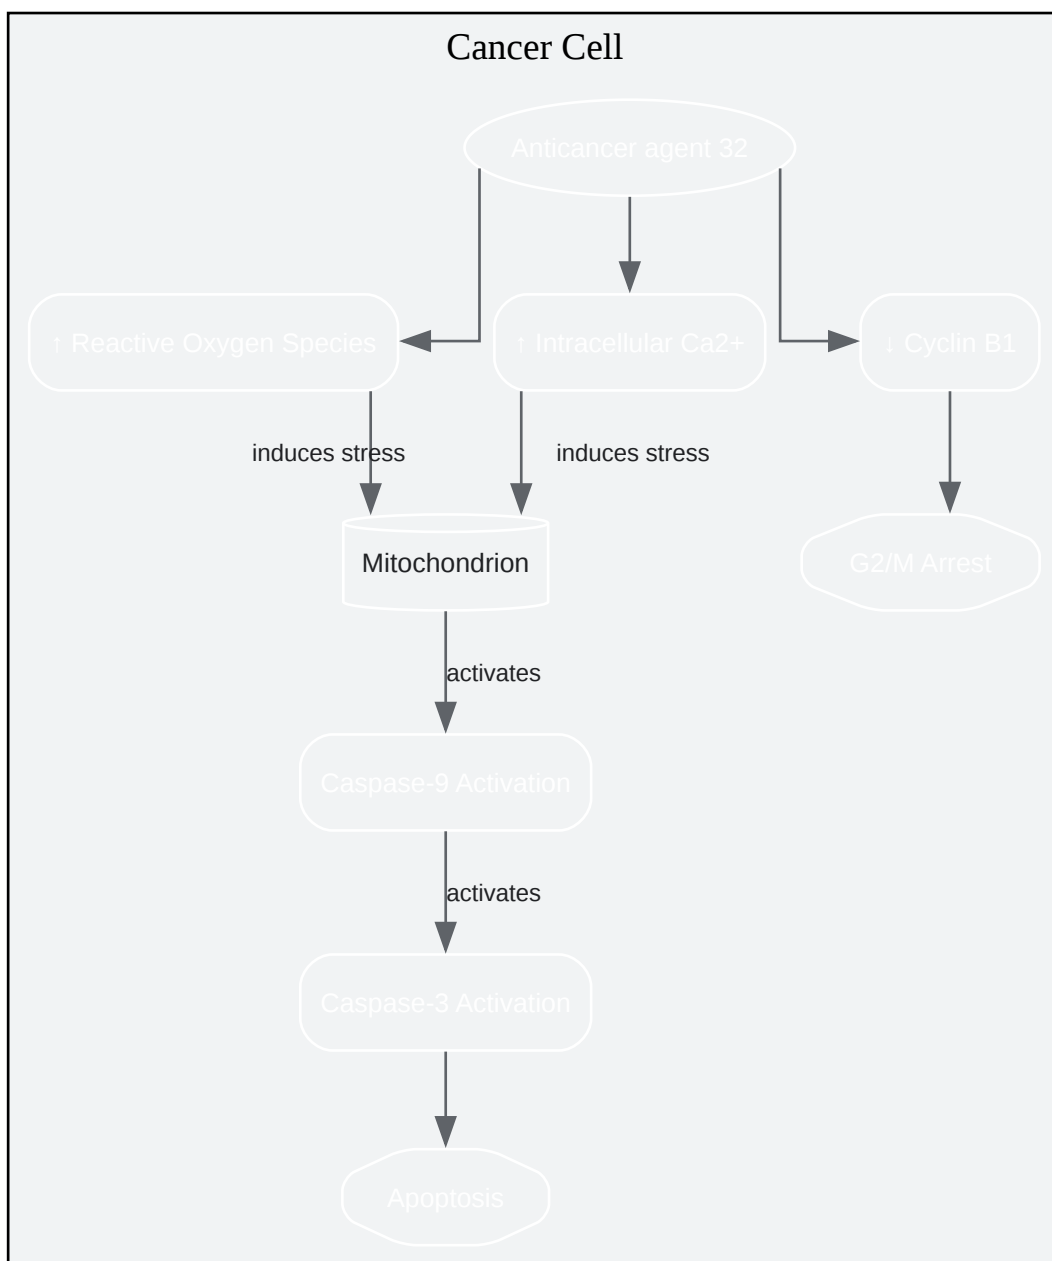 Cancer Cell
Anticancer agent 32
↑ Reactive Oxygen Species
↑ Intracellular Ca2+
↓ Cyclin B1
induces stress
induces stress
Mitochondrion
G2/M Arrest
activates
Caspase-9 Activation
activates
Caspase-3 Activation
Apoptosis